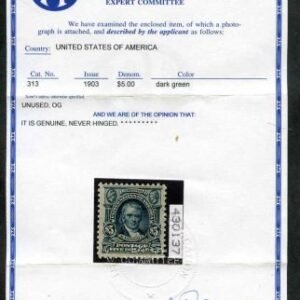 EXPERT COMMITTEE
We have examined the enclosed item, of which a photo-
graph is attached, and described by the applicant as follows:
Country: UNITED STATES OF AMERICA
Cat. No. Issue Denom. Color
313 1903 $5.00 dark green
UNUSED, OG
AND WE ARE OF THE OPINION THAT
IT IS GENUINE, NEVER HINGED. *********
430137
POSTAGE